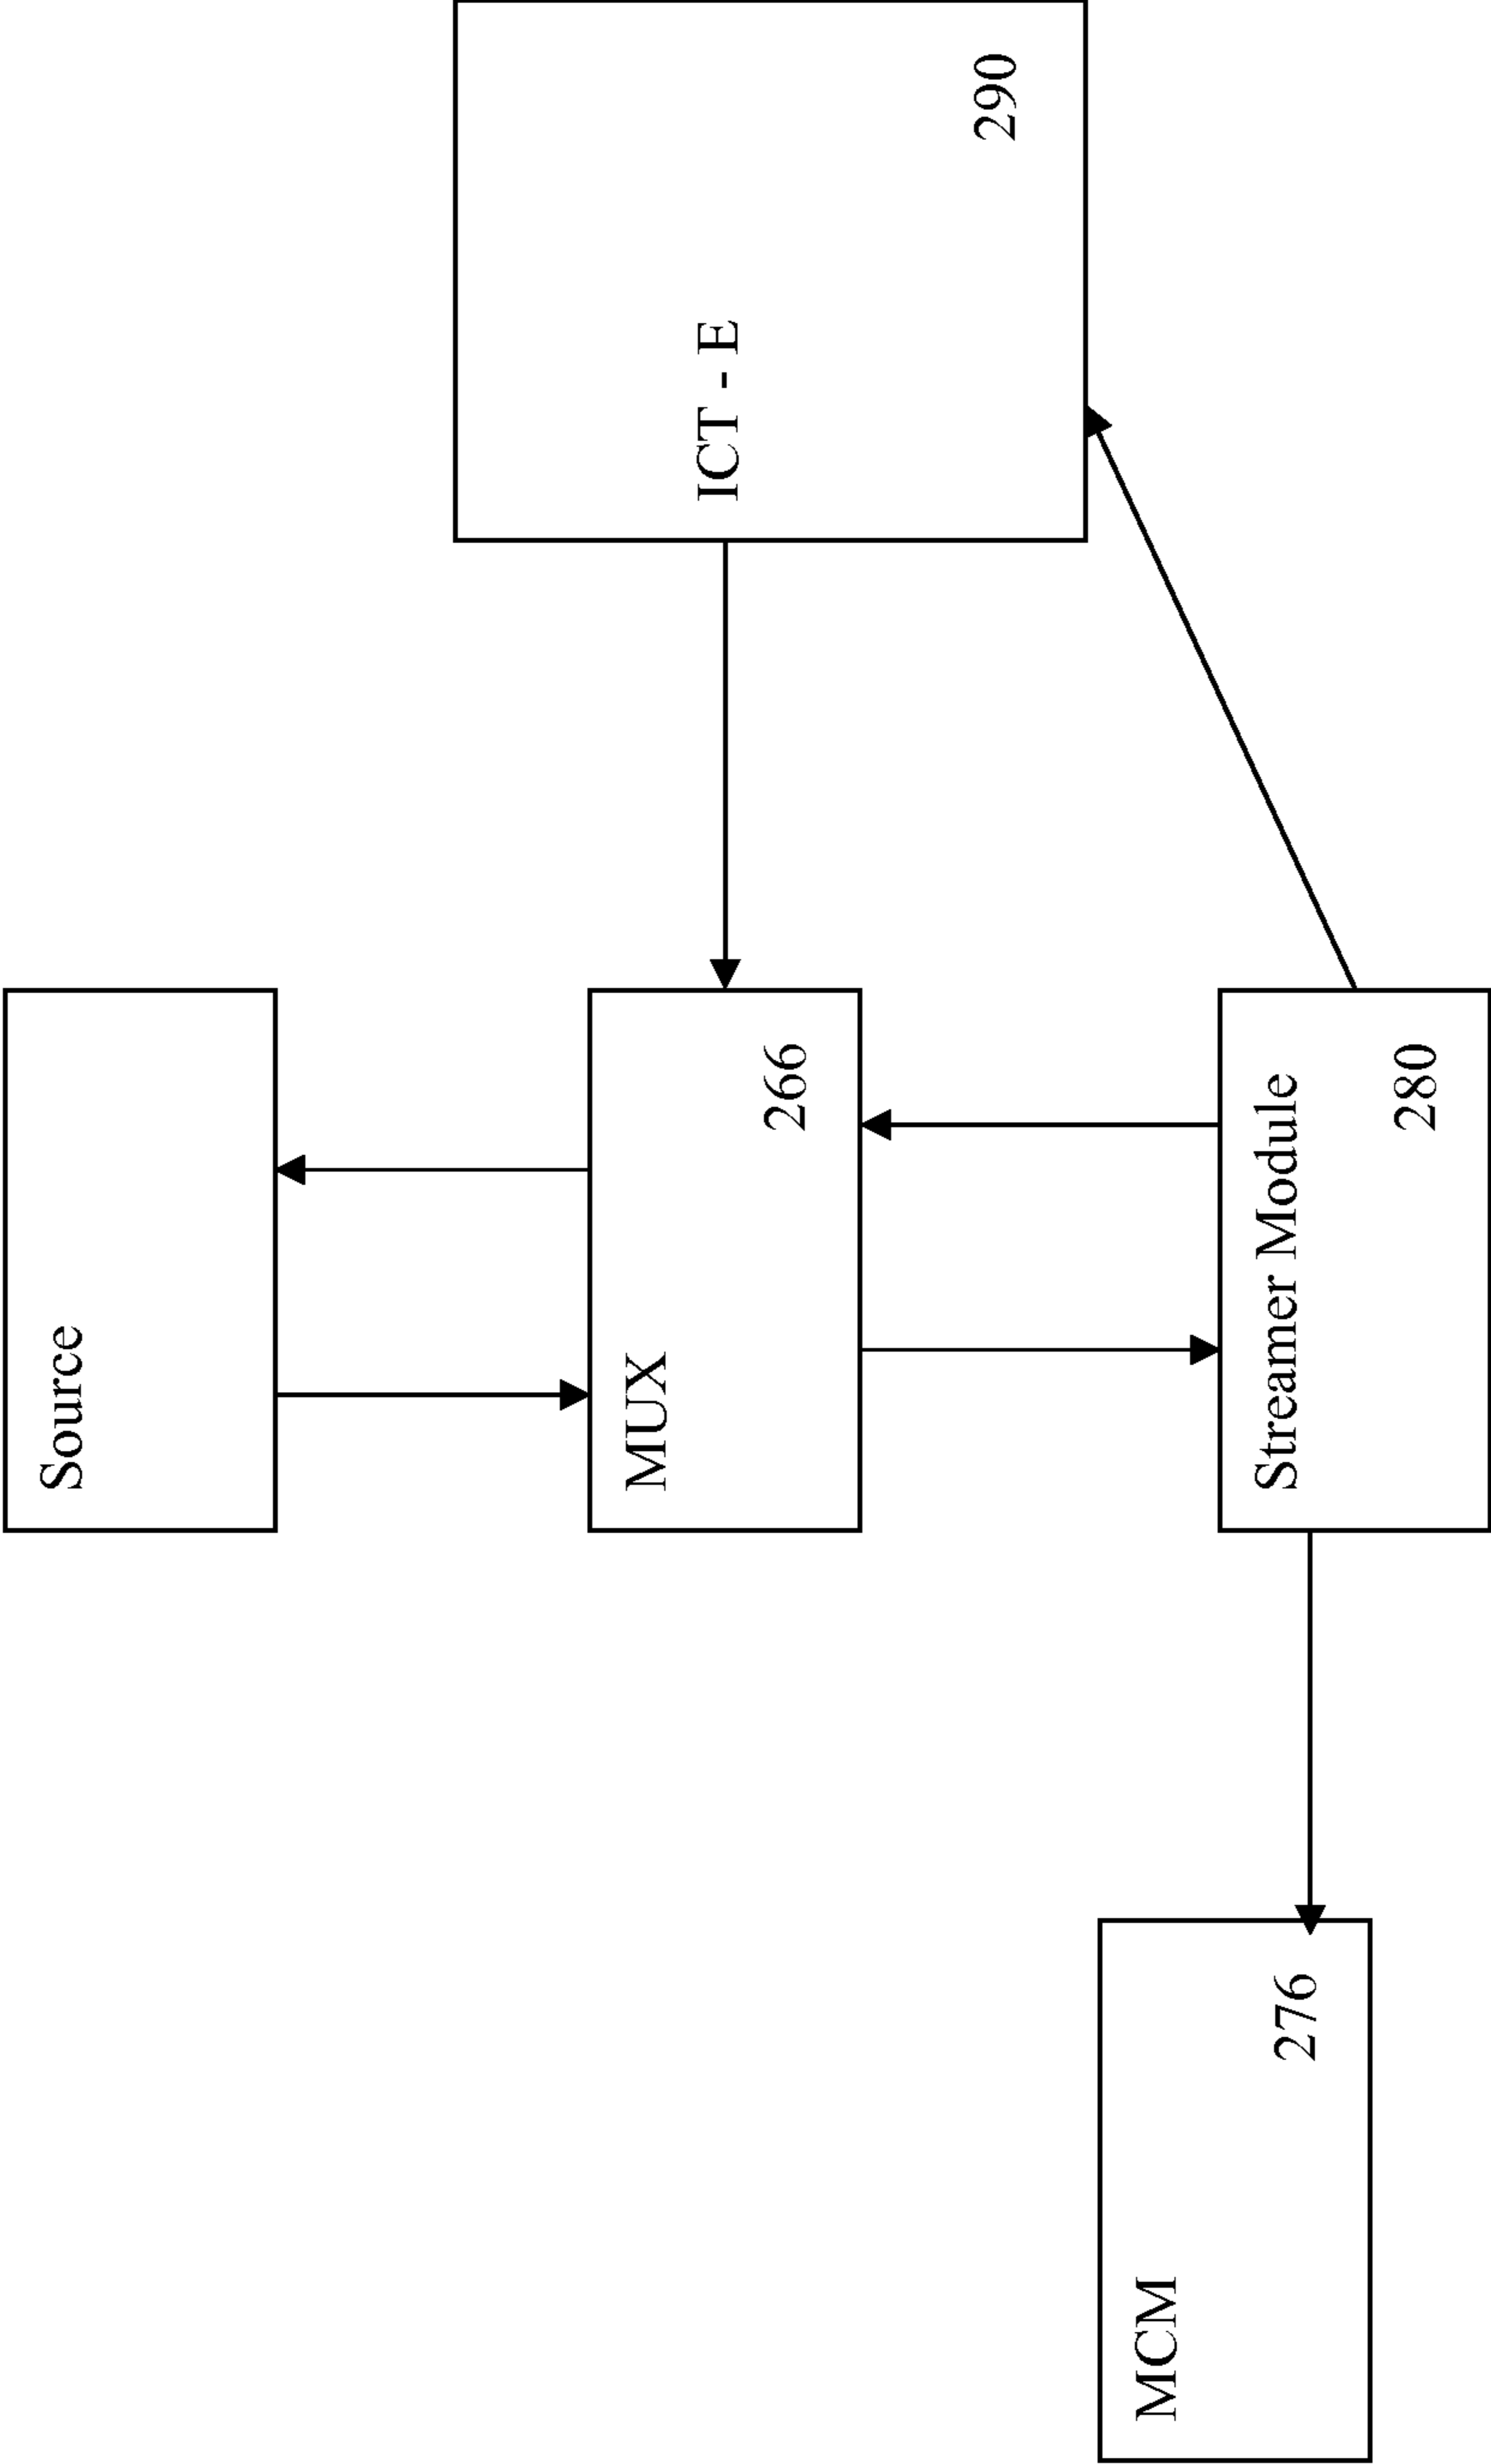 Source
MUX
266
ICT - E
290
Streamer Module
280
MCM
276